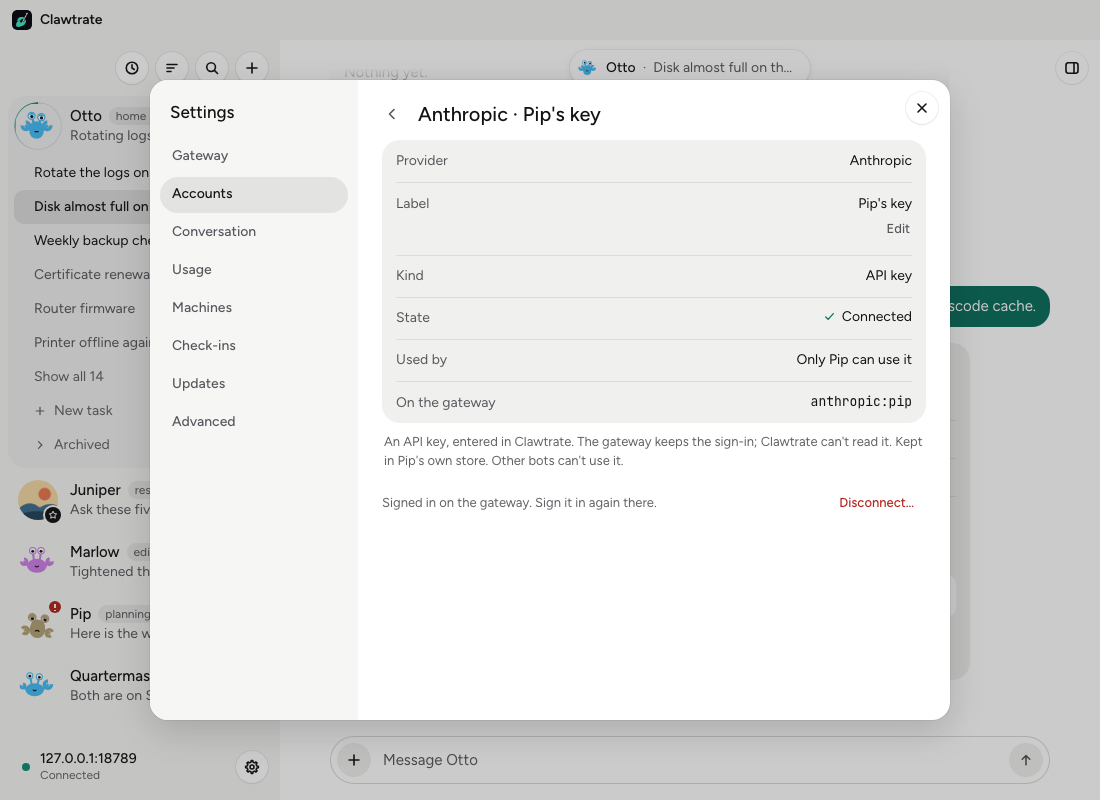 Clawtrate
Nothing yet.
Otto · Disk almost full on th...
Otto home
Rotating logs
Rotate the logs on
Disk almost full on
Weekly backup che
Certificate renewa
Router firmware
Printer offline agai
Show all 14
New task
Archived
Juniper res
Ask these fiv
Marlow edi
Tightened th
Pip planning
Here is the w
Quartermas
Both are on S
127.0.0.1:18789
Connected
Settings
Gateway
Accounts
Conversation
Usage
Machines
Check-ins
Updates
Advanced
Anthropic · Pip's key
Provider Anthropic
Label Pip's key
Edit
Kind API key
State Connected
Used by Only Pip can use it
On the gateway anthropic:pip
An API key, entered in Clawtrate. The gateway keeps the sign-in; Clawtrate can't read it. Kept
in Pip's own store. Other bots can't use it.
Signed in on the gateway. Sign it in again there. Disconnect...
scode cache.
Message Otto